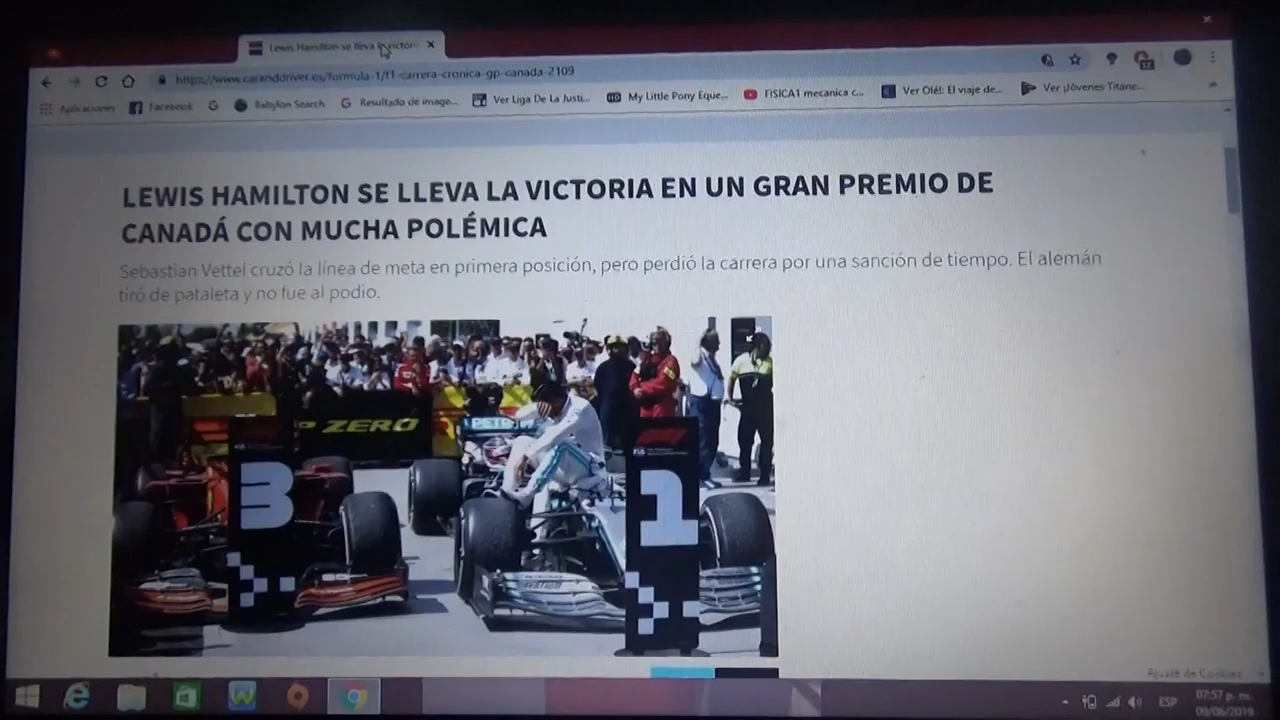 Lewis Hamilton se lleva la victori
https://www.caranddriver.es/formula-1/f1-carrera-cronica-gp-canada-2109
Aplicaciones Facebook Babylon Search Resultado de image... Ver Liga De La Justi... My Little Pony Eque... FISICA1 mecanica c... Ver Olé!: El viaje de... Ver ¡Jóvenes Titane...
LEWIS HAMILTON SE LLEVA LA VICTORIA EN UN GRAN PREMIO DE
CANADÁ CON MUCHA POLÉMICA
Sebastian Vettel cruzó la línea de meta en primera posición, pero perdió la carrera por una sanción de tiempo. El alemán
tiró de pataleta y no fue al podio.
P ZERO
3
1
Ajuste de Cookies
ESP
07:57 p. m.
09/06/2019